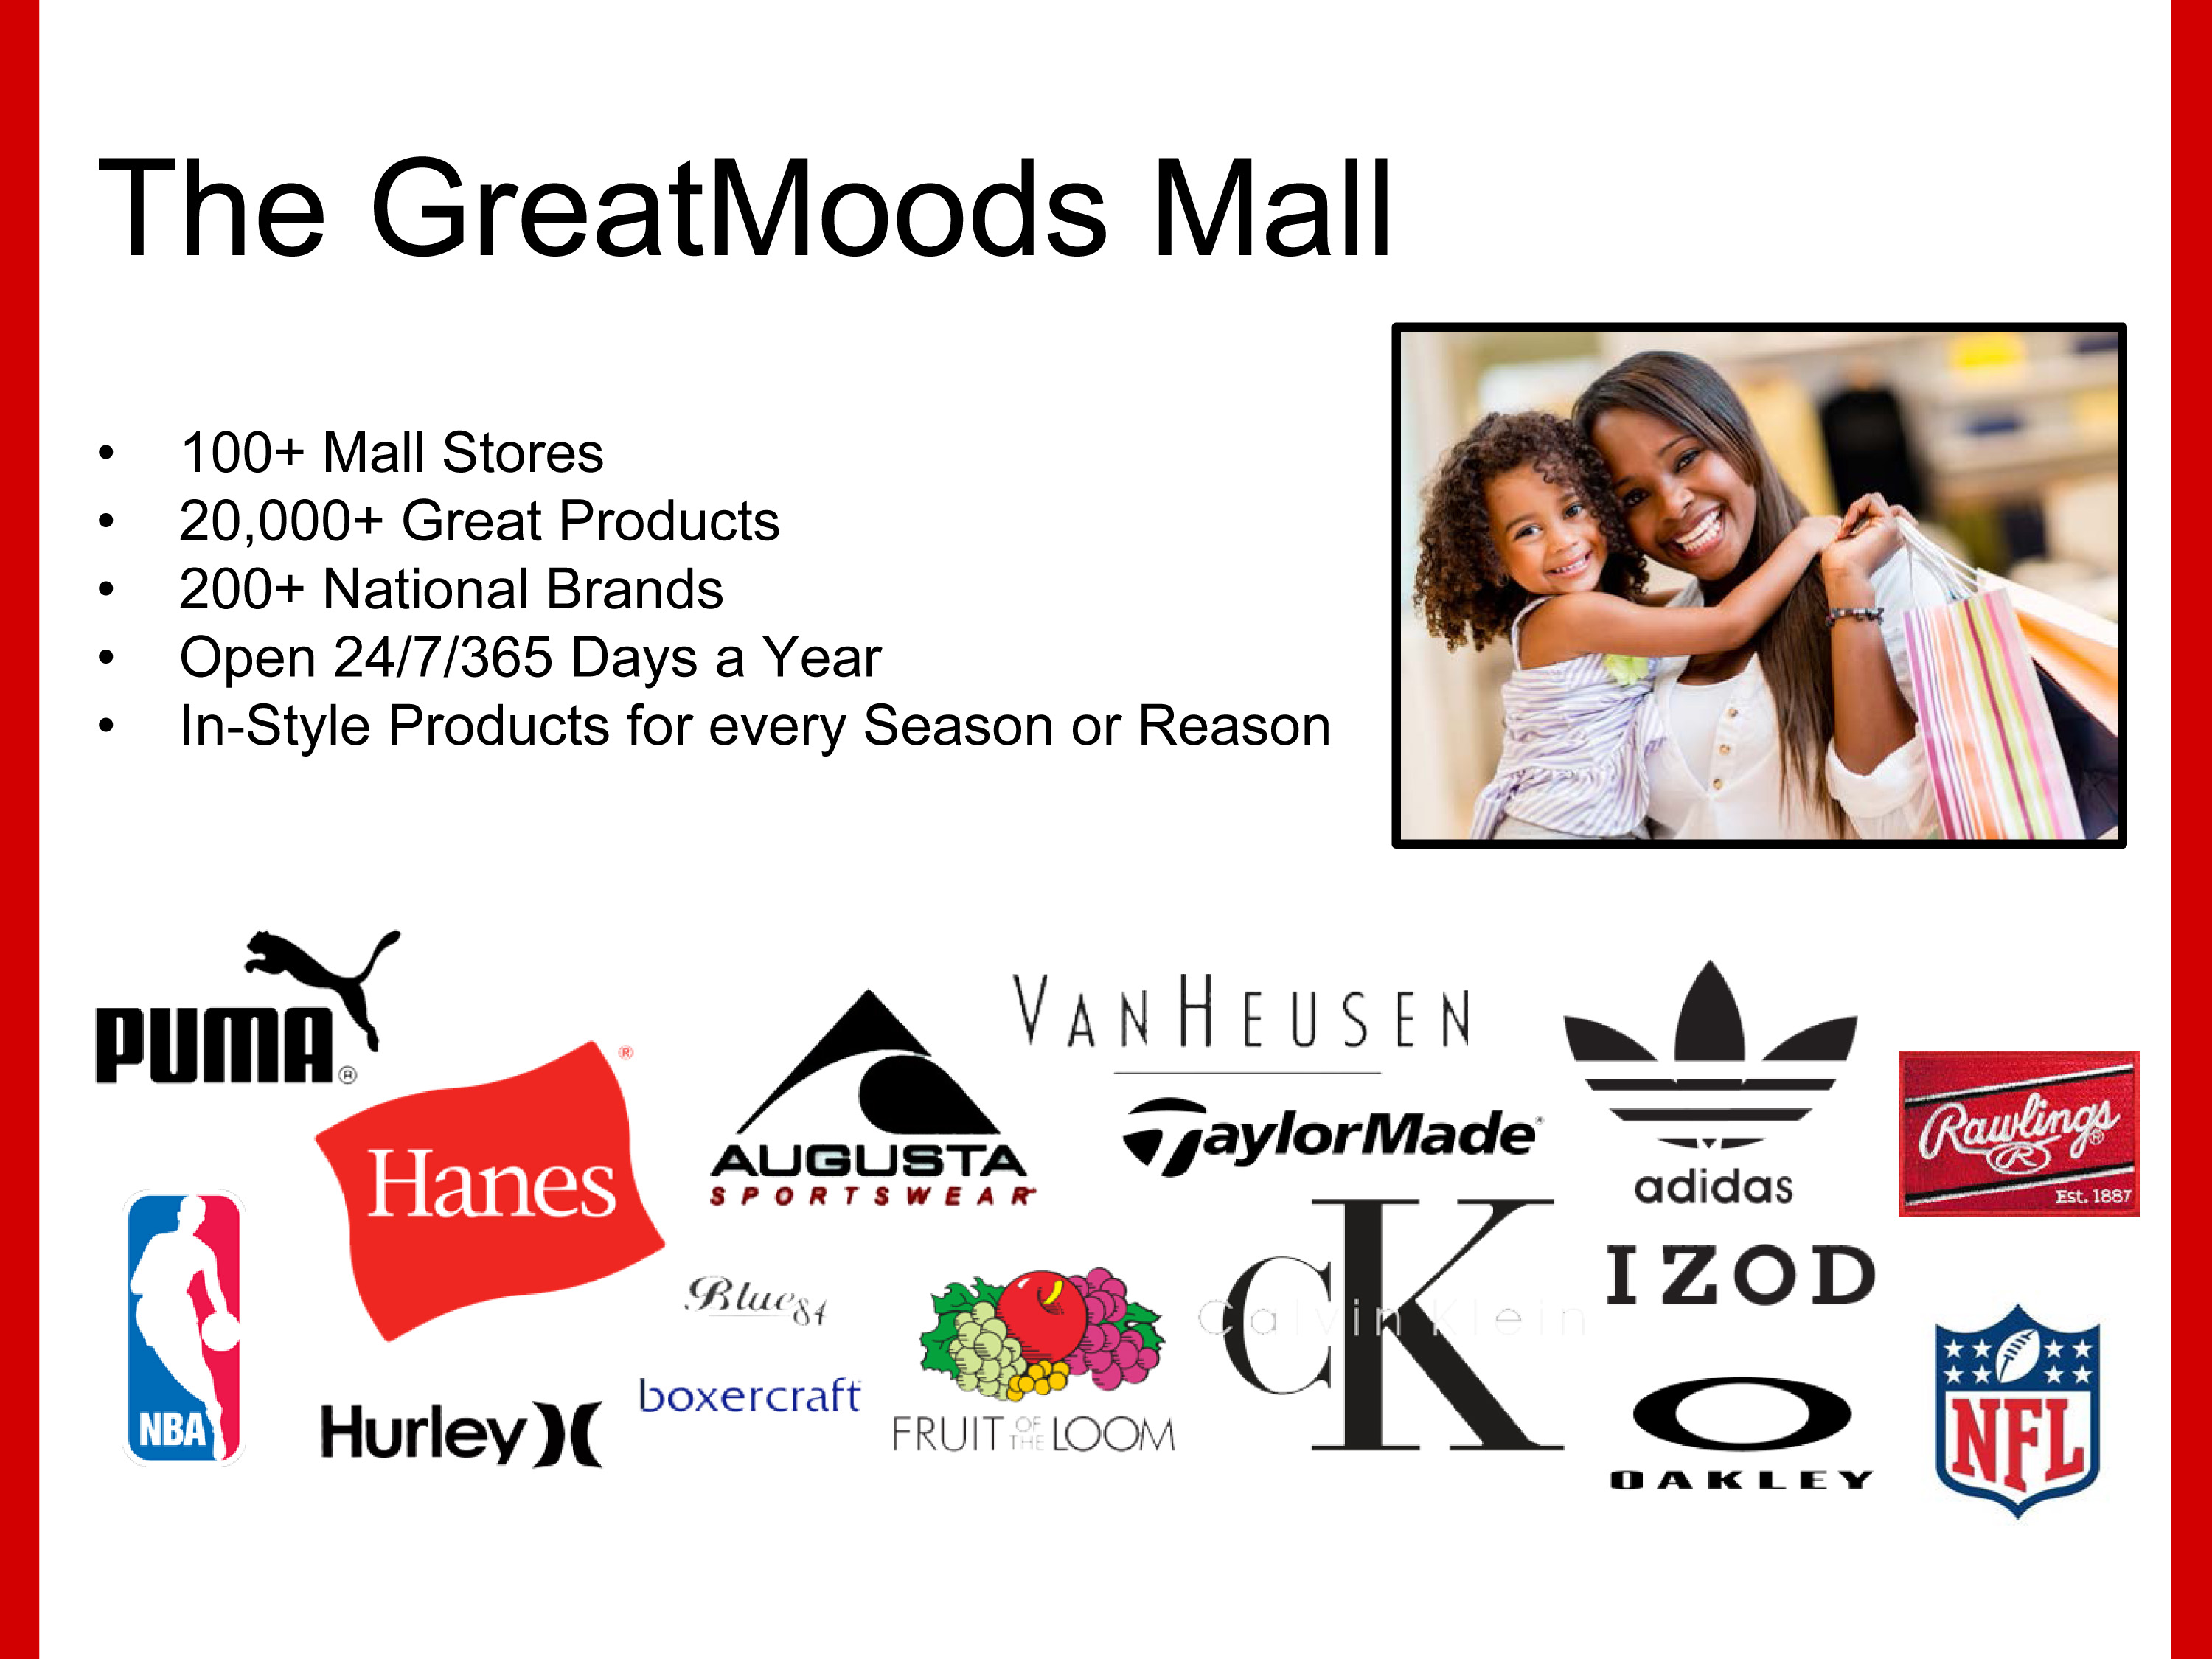 The GreatMoods Mall
• 100+ Mall Stores
• 20,000+ Great Products
• 200+ National Brands
• Open 24/7/365 Days a Year
• In-Style Products for every Season or Reason
PUMA®
Hanes®
AUGUSTA
SPORTSWEAR
VANHEUSEN
TaylorMade
adidas
Rawlings®
R
Est. 1887
NBA
Hurley
Blue84
boxercraft
FRUIT OF THE LOOM
cK
Calvin Klein
IZOD
OAKLEY
NFL